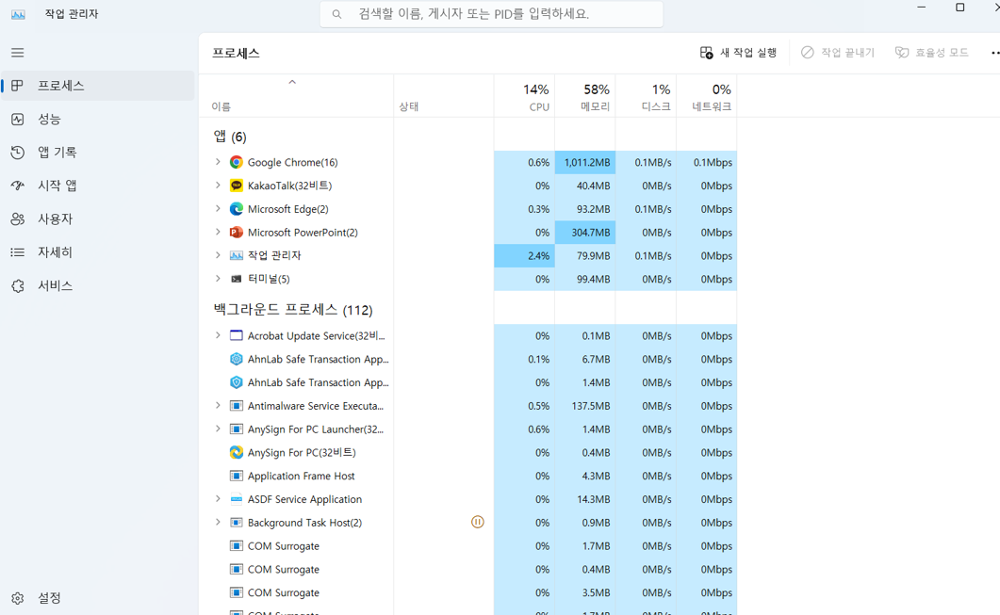 작업 관리자
검색할 이름, 게시자 또는 PID를 입력하세요.
프로세스
새 작업 실행
작업 끝내기
효율성 모드
프로세스
성능
앱 기록
시작 앱
사용자
자세히
서비스
설정
14% 58% 1% 0%
이름 상태 CPU 메모리 디스크 네트워크
앱 (6)
Google Chrome(16) 0.6% 1,011.2MB 0.1MB/s 0.1Mbps
KakaoTalk(32비트) 0% 40.4MB 0MB/s 0Mbps
Microsoft Edge(2) 0.3% 93.2MB 0.1MB/s 0Mbps
Microsoft PowerPoint(2) 0% 304.7MB 0MB/s 0Mbps
작업 관리자 2.4% 79.9MB 0.1MB/s 0Mbps
터미널(5) 0% 99.4MB 0MB/s 0Mbps
백그라운드 프로세스 (112)
Acrobat Update Service(32비... 0% 0.1MB 0MB/s 0Mbps
AhnLab Safe Transaction App... 0.1% 6.7MB 0MB/s 0Mbps
AhnLab Safe Transaction App... 0% 1.4MB 0MB/s 0Mbps
Antimalware Service Executa... 0.5% 137.5MB 0MB/s 0Mbps
AnySign For PC Launcher(32... 0.6% 1.4MB 0MB/s 0Mbps
AnySign For PC(32비트) 0% 0.4MB 0MB/s 0Mbps
Application Frame Host 0% 4.3MB 0MB/s 0Mbps
ASDF Service Application 0% 14.3MB 0MB/s 0Mbps
Background Task Host(2) 0% 0.9MB 0MB/s 0Mbps
COM Surrogate 0% 1.7MB 0MB/s 0Mbps
COM Surrogate 0% 0.4MB 0MB/s 0Mbps
COM Surrogate 0% 3.5MB 0MB/s 0Mbps
COM Surrogate 0% 1.7MB 0MB/s 0Mbps